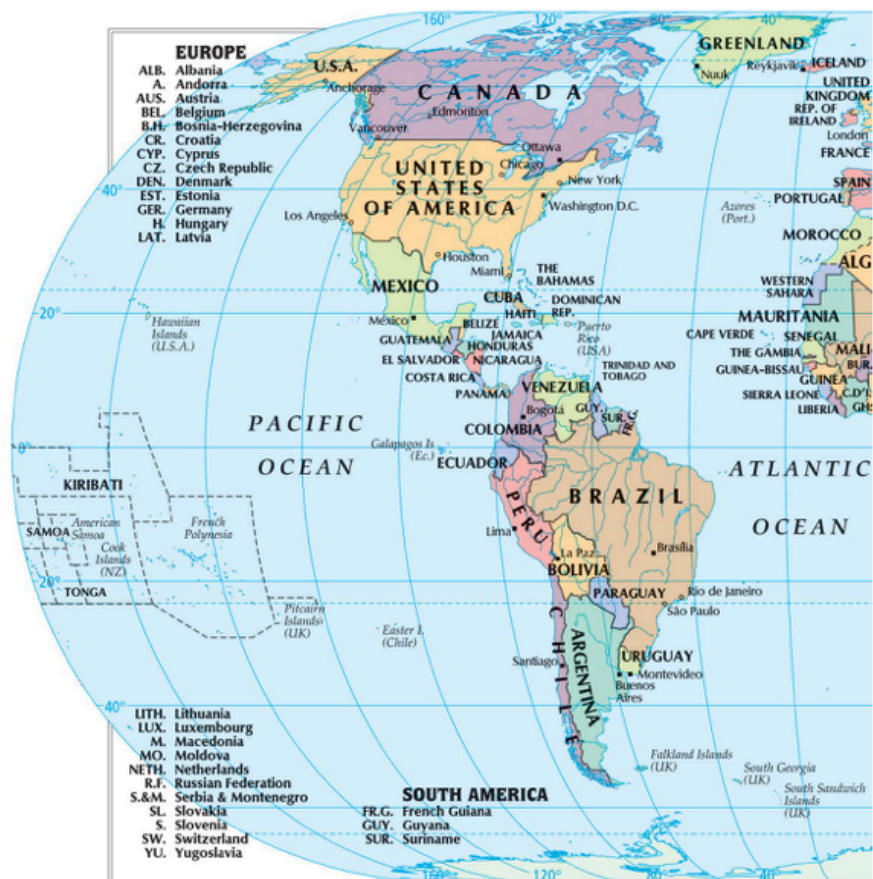 160°
120°
80°
40°
EUROPE
ALB. Albania
A. Andorra
AUS. Austria
BEL. Belgium
B.H. Bosnia-Herzegovina
CR. Croatia
CYP. Cyprus
CZ. Czech Republic
DEN. Denmark
EST. Estonia
GER. Germany
H. Hungary
LAT. Latvia
U.S.A.
Anchorage
CANADA
Edmonton
Vancouver
GREENLAND
Nuuk
Reykjavik
ICELAND
UNITED
KINGDOM
REP. OF
IRELAND
London
FRANCE
Ottawa
Chicago
New York
UNITED
STATES
OF AMERICA
Washington D.C.
Los Angeles
40°
SPAIN
PORTUGAL
Azores
(Port.)
MOROCCO
ALG
Houston
Miami
THE
BAHAMAS
MEXICO
CUBA
WESTERN
SAHARA
20°
México
HAITI
DOMINICAN
REP.
MAURITANIA
Hawaiian
Islands
(U.S.A.)
BELIZE
JAMAICA
Puerto
Rico
(USA)
GUATEMALA
HONDURAS
CAPE VERDE
SENEGAL
EL SALVADOR
NICARAGUA
THE GAMBIA
MALI
COSTA RICA
TRINIDAD AND
TOBAGO
GUINEA-BISSAU
BUR.
PANAMA
VENEZUELA
GUINEA
SIERRA LEONE
C.D'I.
LIBERIA
GH
Bogotá
GUY.
SUR.
FR.G.
COLOMBIA
PACIFIC
OCEAN
Galapagos Is
(Ec.)
ECUADOR
0°
ATLANTIC
OCEAN
KIRIBATI
BRAZIL
PERU
SAMOA
American
Samoa
French
Polynesia
Lima
Cook
Islands
(NZ)
La Paz
BOLIVIA
Brasília
20°
TONGA
PARAGUAY
Rio de Janeiro
São Paulo
Pitcairn
Islands
(UK)
Easter I.
(Chile)
CHILE
ARGENTINA
Santiago
URUGUAY
Montevideo
Buenos
Aires
40°
LITH. Lithuania
LUX. Luxembourg
M. Macedonia
MO. Moldova
NETH. Netherlands
R.F. Russian Federation
S.&M. Serbia & Montenegro
SL. Slovakia
S. Slovenia
SW. Switzerland
YU. Yugoslavia
Falkland Islands
(UK)
South Georgia
(UK)
South Sandwich
Islands
(UK)
SOUTH AMERICA
FR.G. French Guiana
GUY. Guyana
SUR. Suriname
160°
120°
80°
40°